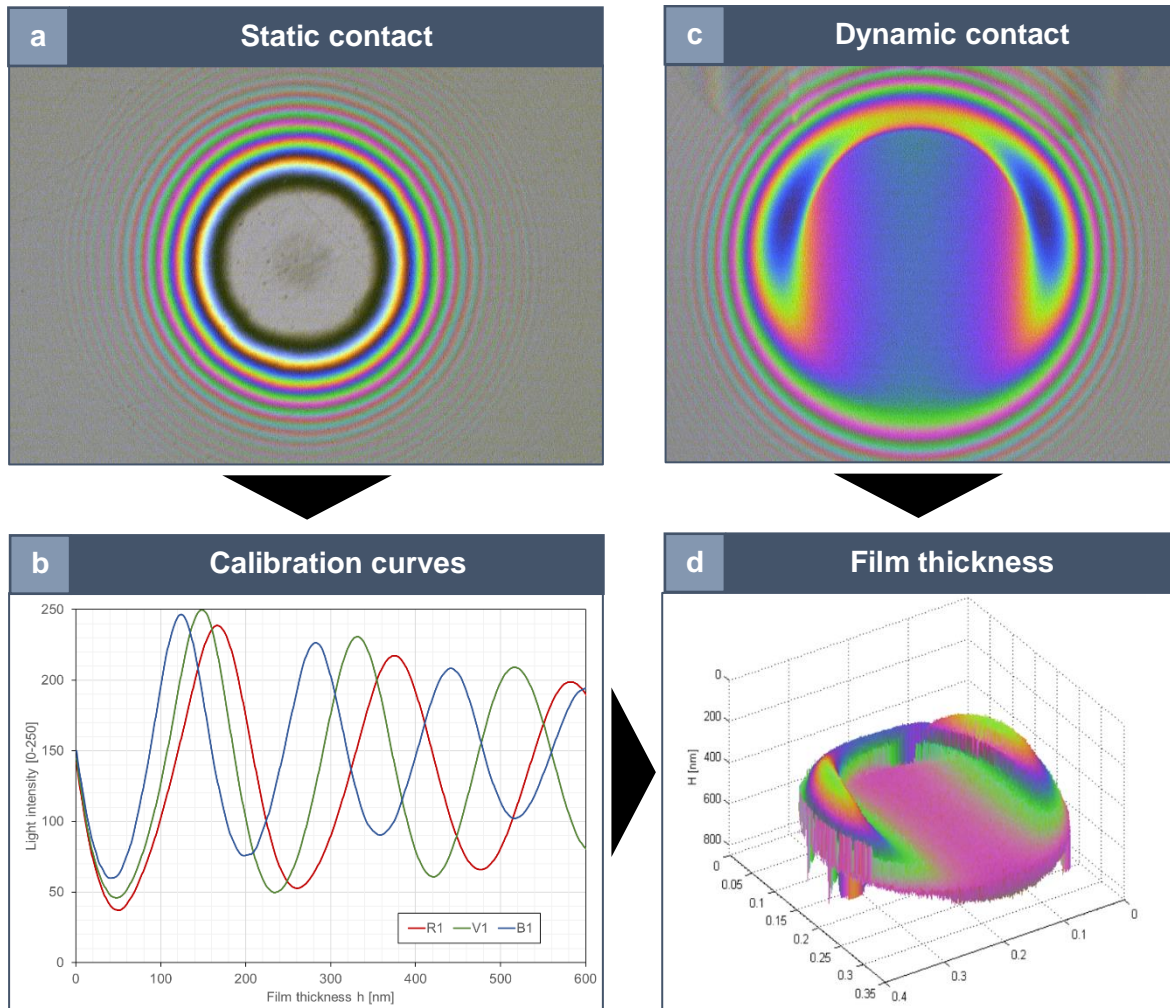 a
Static contact
c
Dynamic contact
b
Calibration curves
250
200
150
100
50
0
Light intensity [0-250]
0
100
200
300
400
500
600
Film thickness h [nm]
R1
V1
B1
d
Film thickness
0
200
400
600
800
H [nm]
0
0.05
0.1
0.15
0.2
0.25
0.3
0.35
0.4
0.3
0.2
0.1
0